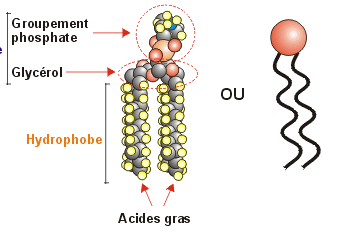 Groupement
phosphate
e
Glycérol
OU
Hydrophobe
Acides gras